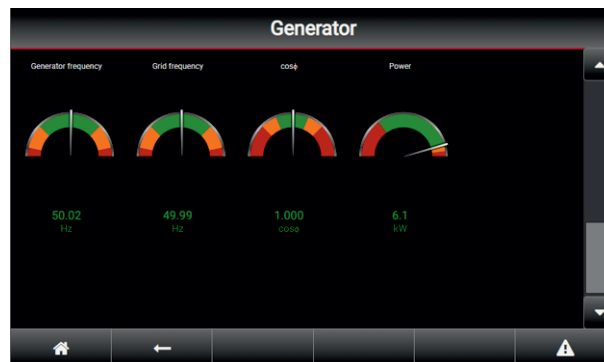 Generator
Generator frequency Grid frequency cosϕ Power
50.02 49.99 1.000 6.1
Hz Hz cosϕ kW